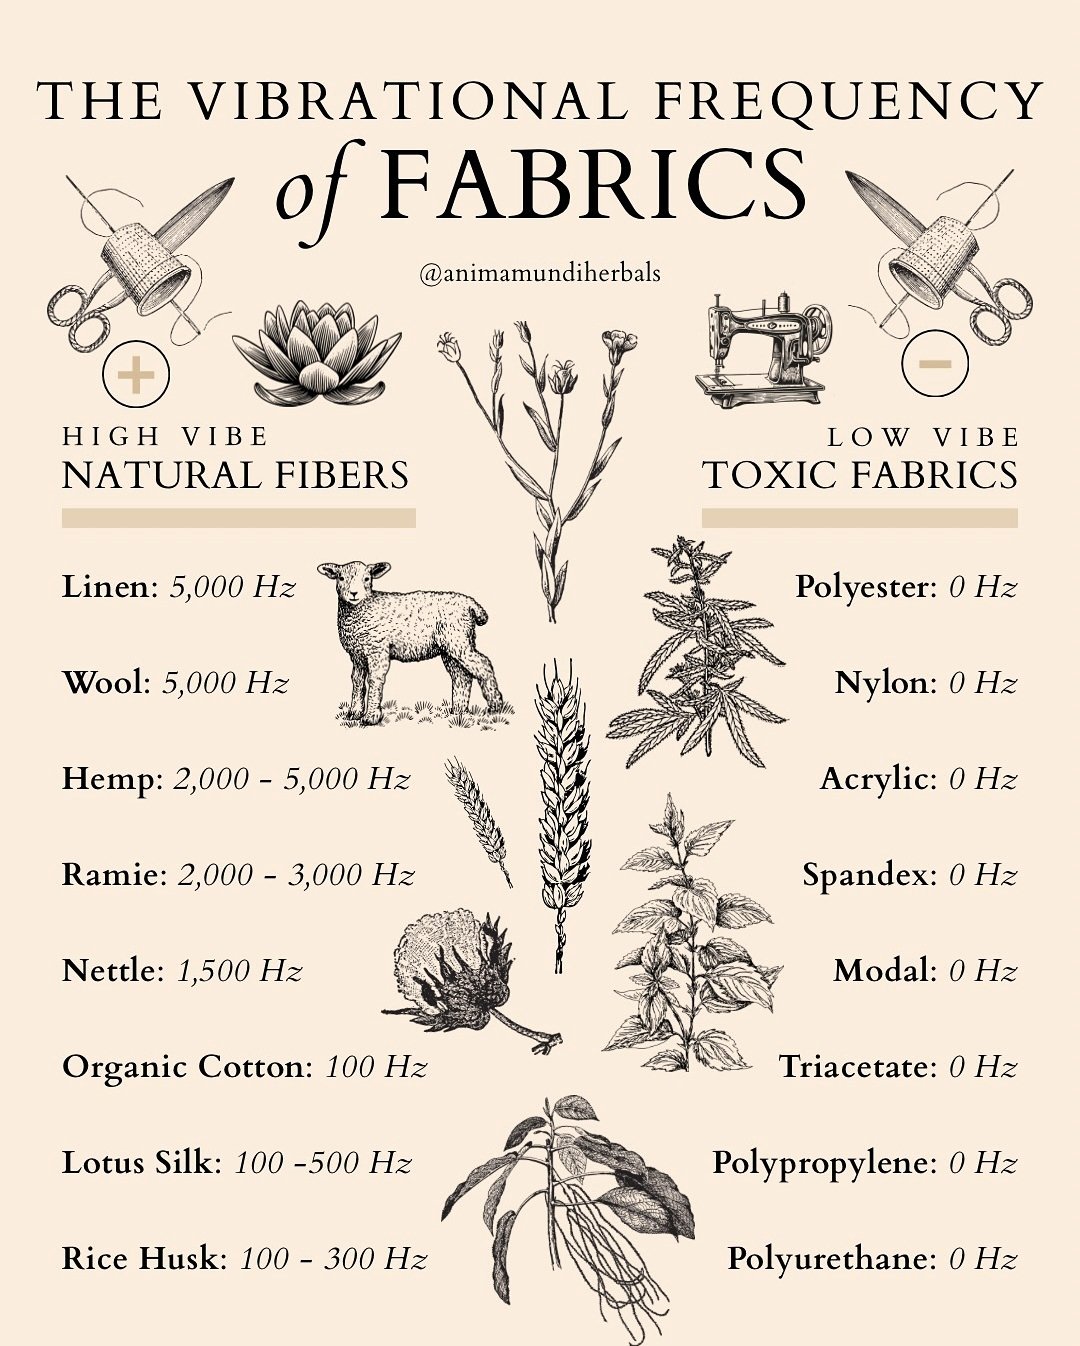 THE VIBRATIONAL FREQUENCY
of FABRICS
@animamundiherbals
+
HIGH VIBE
NATURAL FIBERS
Linen: 5,000 Hz
Wool: 5,000 Hz
Hemp: 2,000 - 5,000 Hz
Ramie: 2,000 - 3,000 Hz
Nettle: 1,500 Hz
Organic Cotton: 100 Hz
Lotus Silk: 100 -500 Hz
Rice Husk: 100 - 300 Hz
−
LOW VIBE
TOXIC FABRICS
Polyester: 0 Hz
Nylon: 0 Hz
Acrylic: 0 Hz
Spandex: 0 Hz
Modal: 0 Hz
Triacetate: 0 Hz
Polypropylene: 0 Hz
Polyurethane: 0 Hz